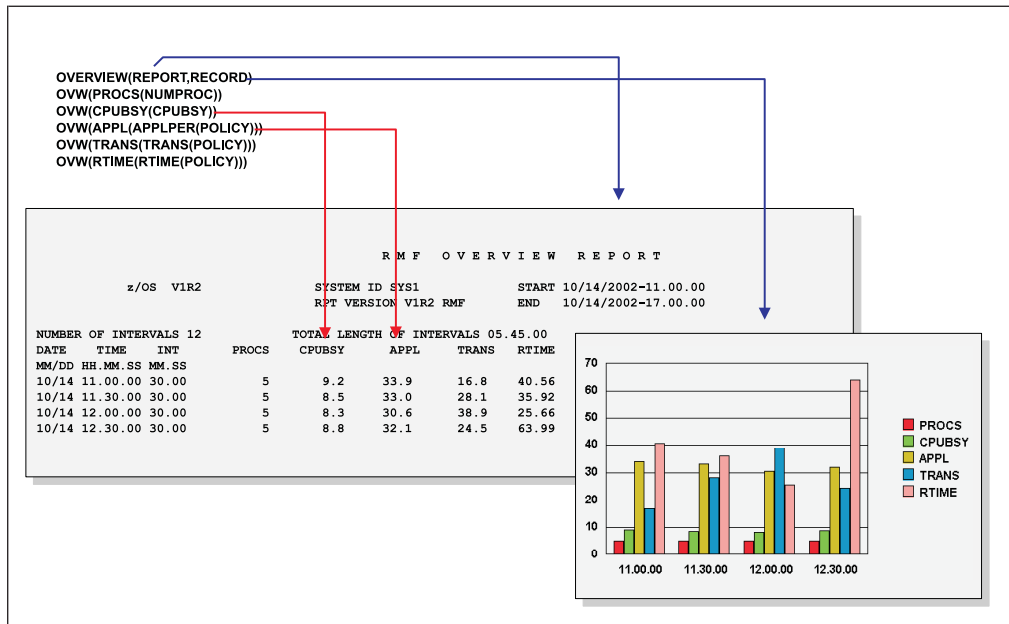 OVERVIEW(REPORT,RECORD)
OVW(PROCS(NUMPROC))
OVW(CPUBSY(CPUBSY))
OVW(APPL(APPLPER(POLICY)))
OVW(TRANS(TRANS(POLICY)))
OVW(RTIME(RTIME(POLICY)))
R M F   O V E R V I E W   R E P O R T
z/OS V1R2 SYSTEM ID SYS1 START 10/14/2002-11.00.00
RPT VERSION V1R2 RMF END 10/14/2002-17.00.00
NUMBER OF INTERVALS 12 TOTAL LENGTH OF INTERVALS 05.45.00
DATE TIME INT PROCS CPUBSY APPL TRANS RTIME
MM/DD HH.MM.SS MM.SS
10/14 11.00.00 30.00 5 9.2 33.9 16.8 40.56
10/14 11.30.00 30.00 5 8.5 33.0 28.1 35.92
10/14 12.00.00 30.00 5 8.3 30.6 38.9 25.66
10/14 12.30.00 30.00 5 8.8 32.1 24.5 63.99
70
60
50
40
30
20
10
0
11.00.00 11.30.00 12.00.00 12.30.00
PROCS
CPUBSY
APPL
TRANS
RTIME